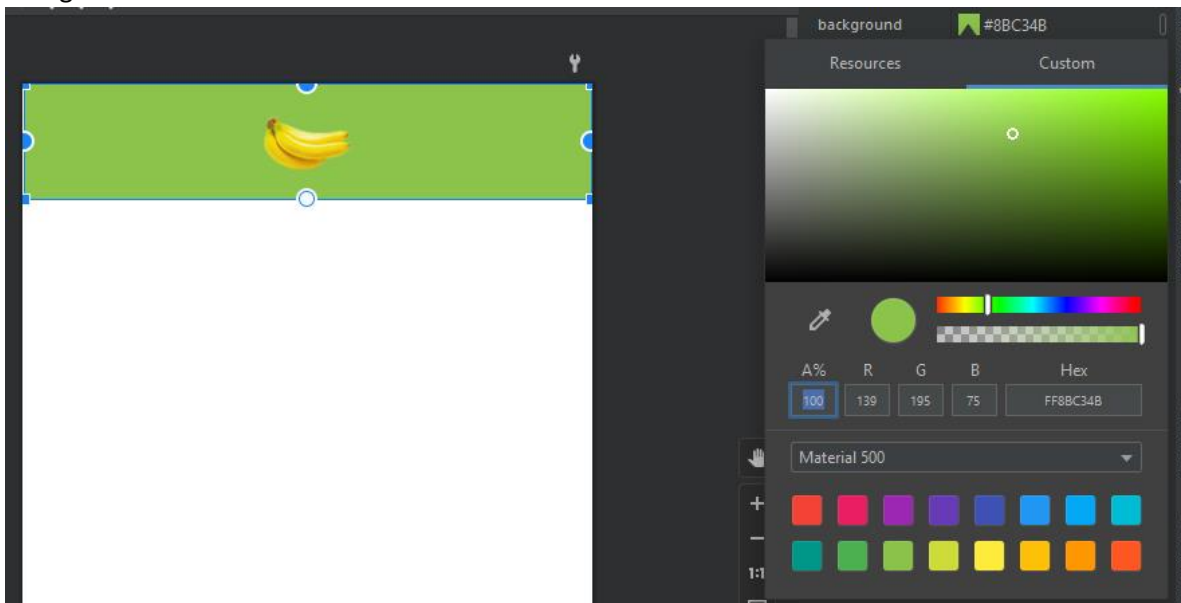 background #8BC34B
Resources Custom
A% R G B Hex
100 139 195 75 FF8BC34B
Material 500
1:1